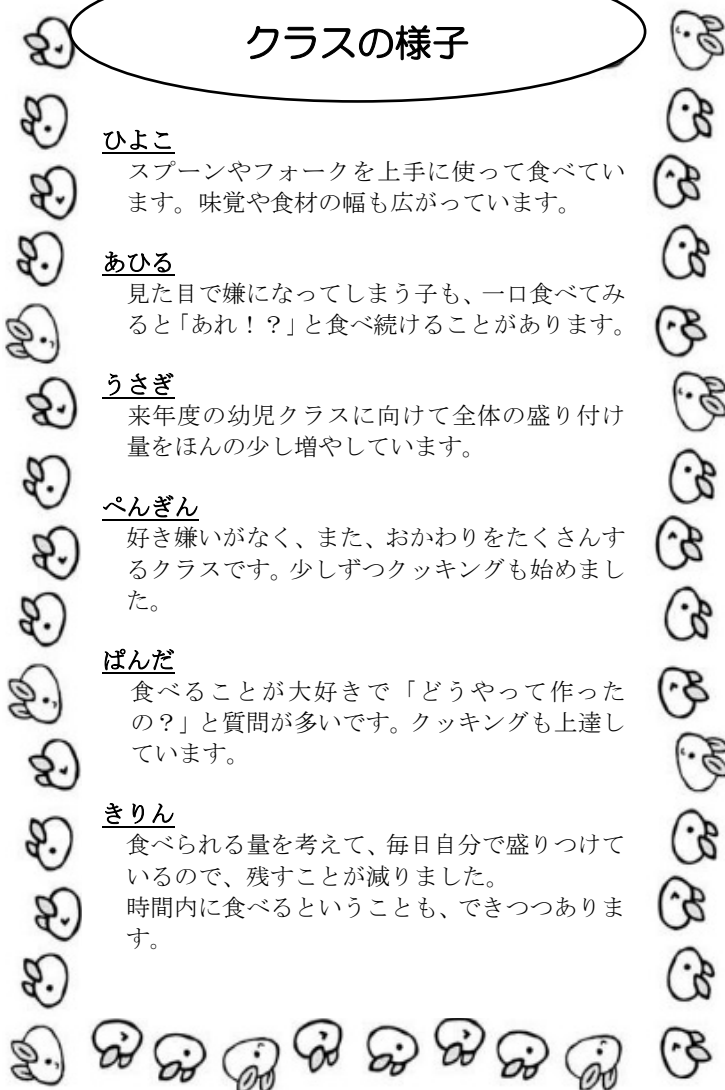 クラスの様子
ひよこ
スプーンやフォークを上手に使って食べてい
ます。味覚や食材の幅も広がっています。
あひる
見た目で嫌になってしまう子も、一口食べてみ
ると「あれ！？」と食べ続けることがあります。
うさぎ
来年度の幼児クラスに向けて全体の盛り付け
量をほんの少し増やしています。
ぺんぎん
好き嫌いがなく、また、おかわりをたくさんす
るクラスです。少しずつクッキングも始めまし
た。
ぱんだ
食べることが大好きで「どうやって作った
の？」と質問が多いです。クッキングも上達し
ています。
きりん
食べられる量を考えて、毎日自分で盛りつけて
いるので、残すことが減りました。
時間内に食べるということも、できつつありま
す。